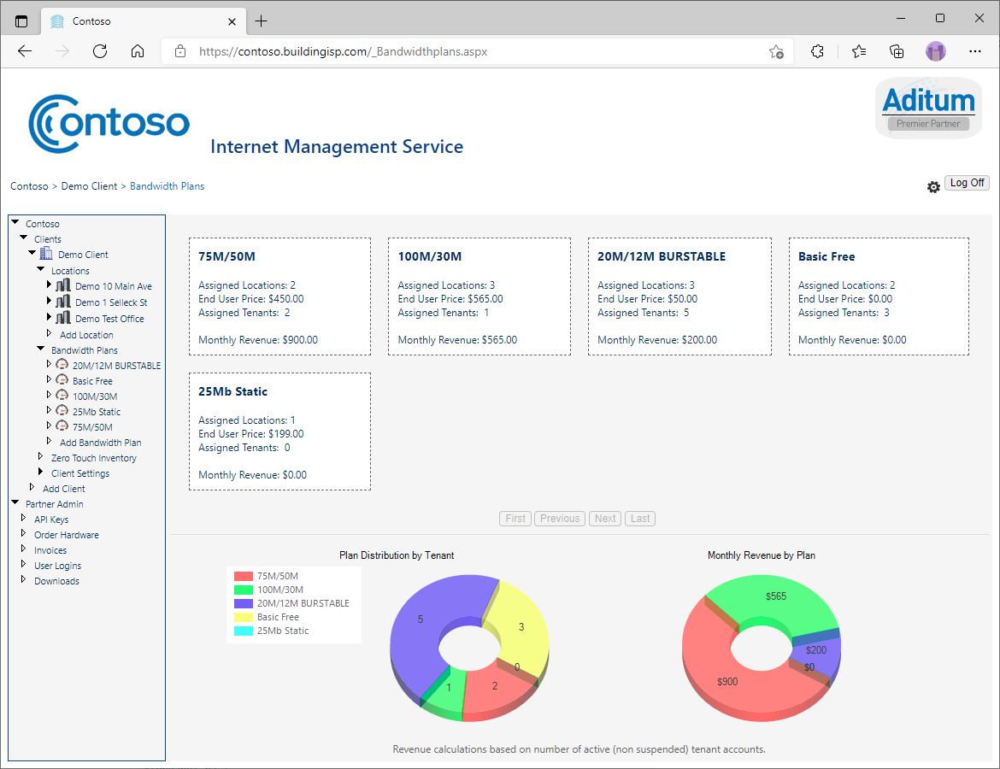 Contoso
https://contoso.buildingisp.com/_Bandwidthplans.aspx
Contoso
Internet Management Service
Aditum
Premier Partner
Contoso > Demo Client > Bandwidth Plans
Log Off
Contoso
Clients
Demo Client
Locations
Demo 10 Main Ave
Demo 1 Selleck St
Demo Test Office
Add Location
Bandwidth Plans
20M/12M BURSTABLE
Basic Free
100M/30M
25Mb Static
75M/50M
Add Bandwidth Plan
Zero Touch Inventory
Client Settings
Add Client
Partner Admin
API Keys
Order Hardware
Invoices
User Logins
Downloads
75M/50M
Assigned Locations: 2
End User Price: $450.00
Assigned Tenants: 2
Monthly Revenue: $900.00
100M/30M
Assigned Locations: 3
End User Price: $565.00
Assigned Tenants: 1
Monthly Revenue: $565.00
20M/12M BURSTABLE
Assigned Locations: 3
End User Price: $50.00
Assigned Tenants: 5
Monthly Revenue: $200.00
Basic Free
Assigned Locations: 2
End User Price: $0.00
Assigned Tenants: 3
Monthly Revenue: $0.00
25Mb Static
Assigned Locations: 1
End User Price: $199.00
Assigned Tenants: 0
Monthly Revenue: $0.00
First Previous Next Last
Plan Distribution by Tenant
75M/50M
100M/30M
20M/12M BURSTABLE
Basic Free
25Mb Static
5
3
0
1
2
Monthly Revenue by Plan
$565
$200
$0
$900
Revenue calculations based on number of active (non suspended) tenant accounts.